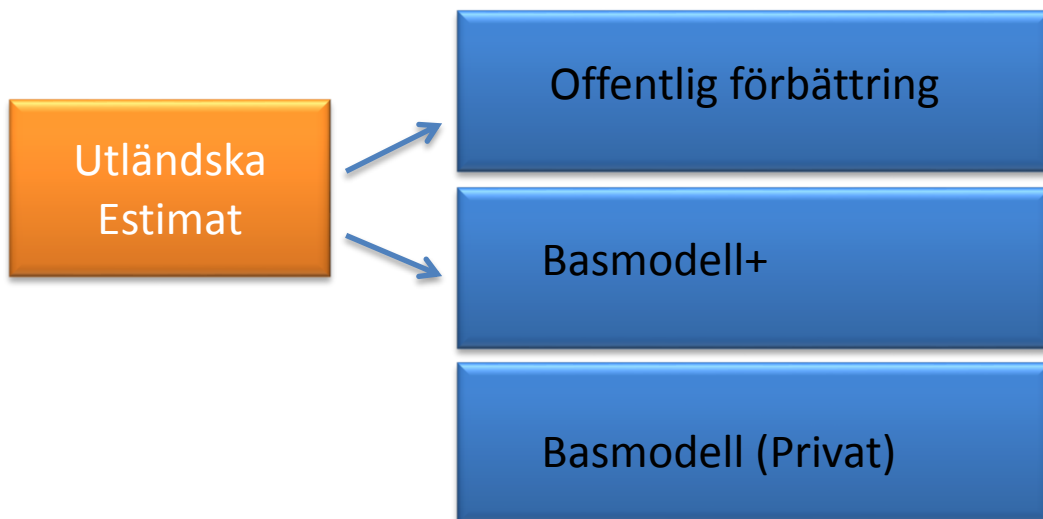 Offentlig förbättring
Utländska
Estimat
Basmodell+
Basmodell (Privat)